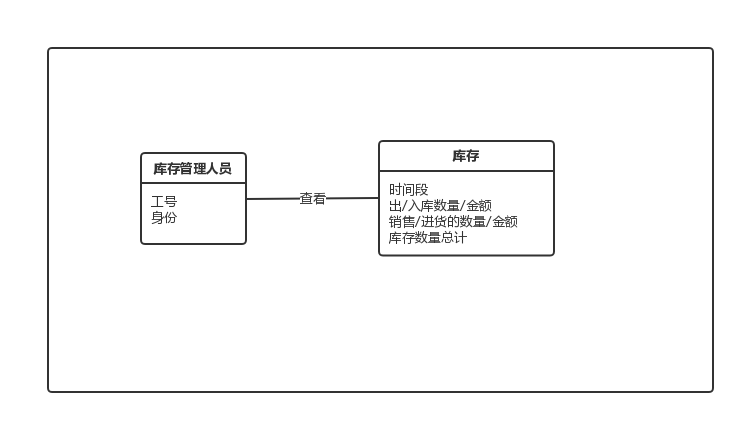 库存管理人员
工号
身份
查看
库存
时间段
出/入库数量/金额
销售/进货的数量/金额
库存数量总计